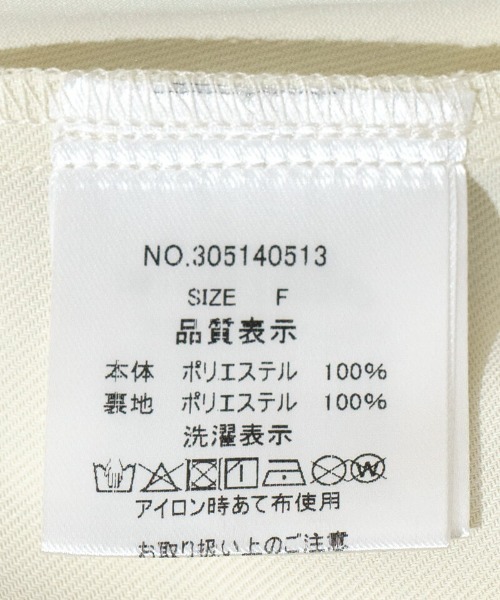 NO.305140513
SIZE F
品質表示
本体 ポリエステル 100%
裏地 ポリエステル 100%
洗濯表示
アイロン時あて布使用
お取り扱い上のご注意